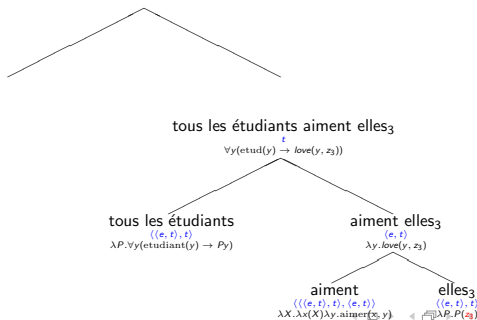 tous les étudiants aiment elles₃
t
∀y(etud(y) → love(y, z₃))
tous les étudiants
⟨⟨e, t⟩, t⟩
λP.∀y(etudiant(y) → Py)
aiment elles₃
⟨e, t⟩
λy.love(y, z₃)
aiment
⟨⟨⟨e, t⟩, t⟩, ⟨e, t⟩⟩
λX.λx(X)λy.aimer(x, y)
elles₃
⟨⟨e, t⟩, t⟩
λP.P(z₃)